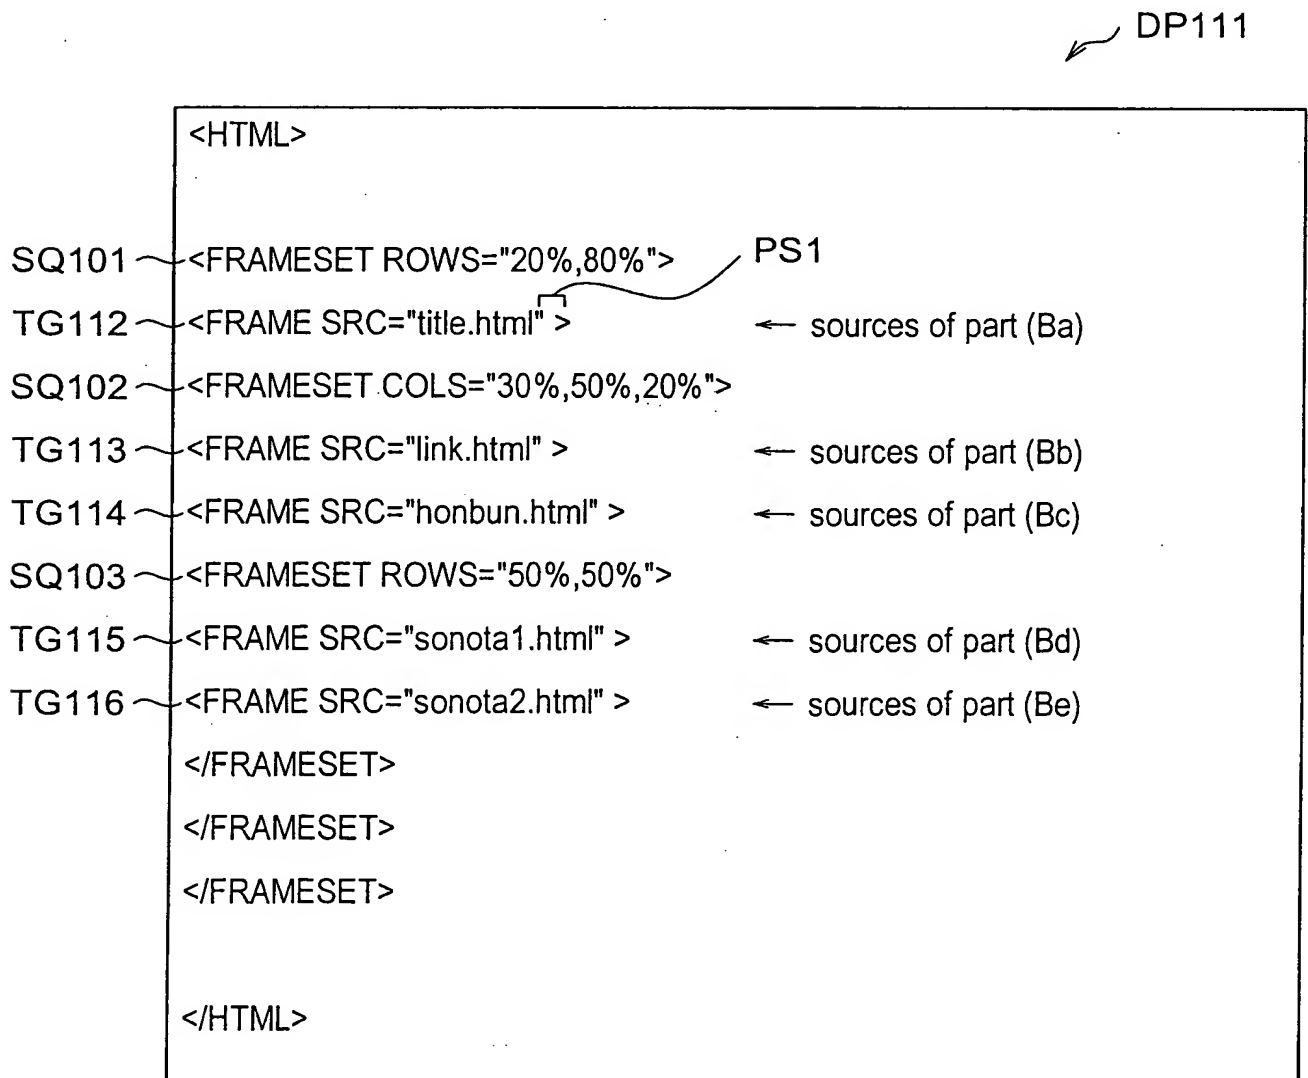 DP111
<HTML>
SQ101 <FRAMESET ROWS="20%,80%"> PS1
TG112 <FRAME SRC="title.html" > ← sources of part (Ba)
SQ102 <FRAMESET COLS="30%,50%,20%">
TG113 <FRAME SRC="link.html" > ← sources of part (Bb)
TG114 <FRAME SRC="honbun.html" > ← sources of part (Bc)
SQ103 <FRAMESET ROWS="50%,50%">
TG115 <FRAME SRC="sonota1.html" > ← sources of part (Bd)
TG116 <FRAME SRC="sonota2.html" > ← sources of part (Be)
</FRAMESET>
</FRAMESET>
</FRAMESET>
</HTML>